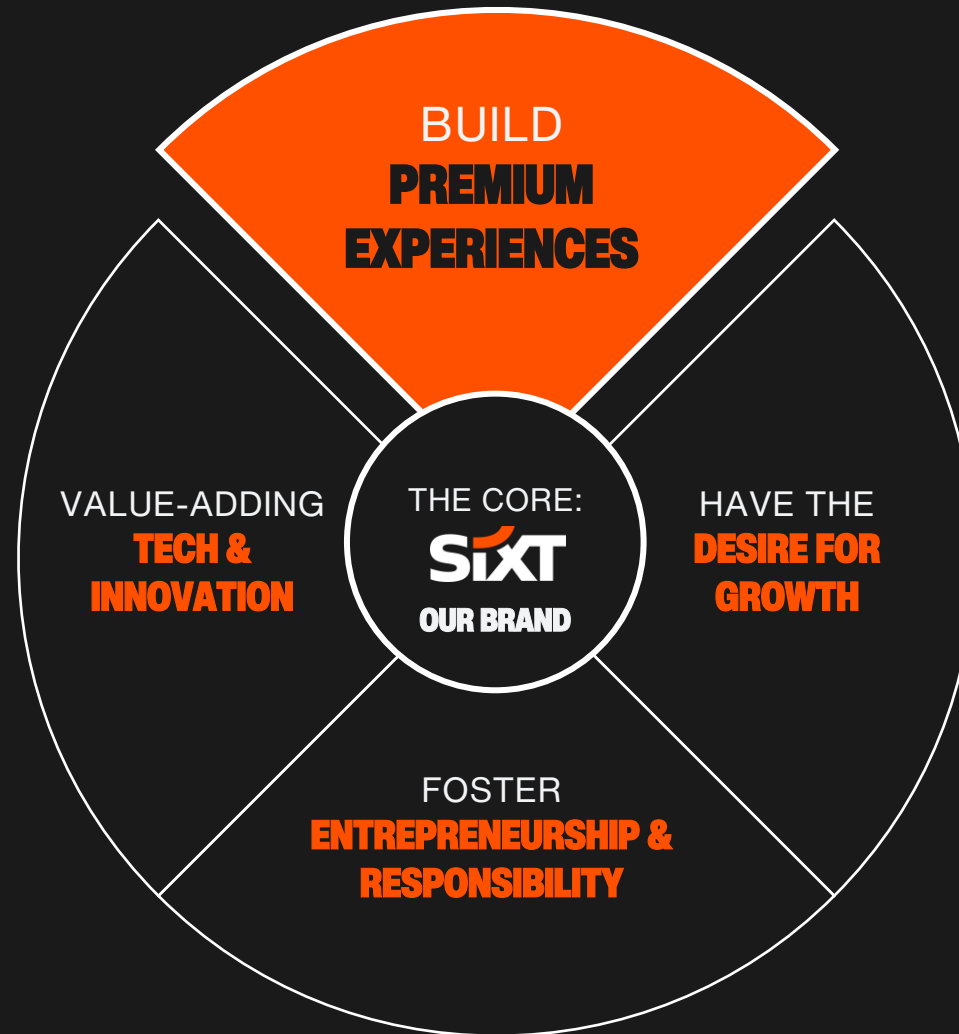 BUILD
PREMIUM
EXPERIENCES
VALUE-ADDING
TECH &
INNOVATION
THE CORE:
SiXT
OUR BRAND
HAVE THE
DESIRE FOR
GROWTH
FOSTER
ENTREPRENEURSHIP &
RESPONSIBILITY